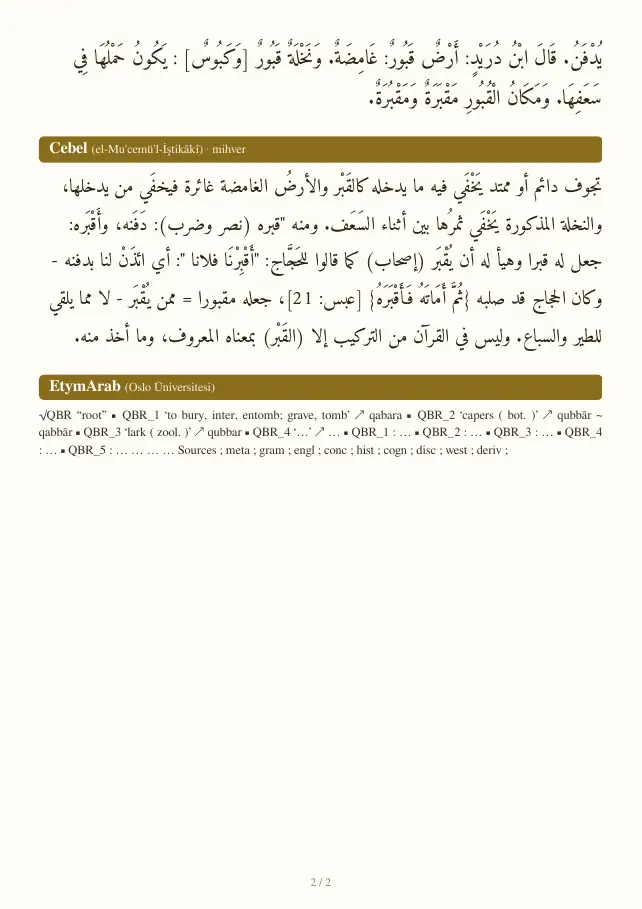 يُدْفَنُ. قَالَ ابْنُ دُرَيْدٍ: أَرْضٌ قَبُورٌ: غَامِضَةٌ. وَنَخْلَةٌ قَبُورٌ [وَكَبُوسٌ] : يَكُونُ حَمْلُهَا فِي
سَعَفِهَا. وَمَكَانُ الْقُبُورِ مَقْبَرَةٌ وَمَقْبُرَةٌ.
Cebel (el-Mu'cemü'l-İştikâkî) · mihver
تجوف دائم أو ممتد يَخْفَي فيه ما يدخله كالقَبْر والأرضُ الغامضة غائرة فيخفَي من يدخلها،
والنخلة المذكورة يَخْفَي ثمرُها بين أثناء السَعَف. ومنه "قبره (نصر وضرب): دَفَنه، وأَقْبَره:
جعل له قبرا وهيأ له أن يُقْبَر (إصحاب) كما قالوا للحَجَّاج: "أَقْبِرْنَا فلانا ": أي ائذَنْ لنا بدفنه -
وكان الحجاج قد صلبه {ثُمَّ أَمَاتَهُ فَأَقْبَرَهُ} [عبس: 21]، جعله مقبورا = ممن يُقْبَر - لا مما يلقي
للطير والسباع. وليس في القرآن من التركيب إلا (القَبْر) بمعناه المعروف، وما أخذ منه.
EtymArab (Oslo Üniversitesi)
√QBR “root” ▪ QBR_1 ‘to bury, inter, entomb; grave, tomb’ ↗ qabara ▪ QBR_2 ‘capers ( bot. )’ ↗ qubbār ~
qabbār ▪ QBR_3 ‘lark ( zool. )’ ↗ qubbar ▪ QBR_4 ‘…’ ↗ … ▪ QBR_1 : … ▪ QBR_2 : … ▪ QBR_3 : … ▪ QBR_4
: … ▪ QBR_5 : … … … … Sources ; meta ; gram ; engl ; conc ; hist ; cogn ; disc ; west ; deriv ;
2 / 2